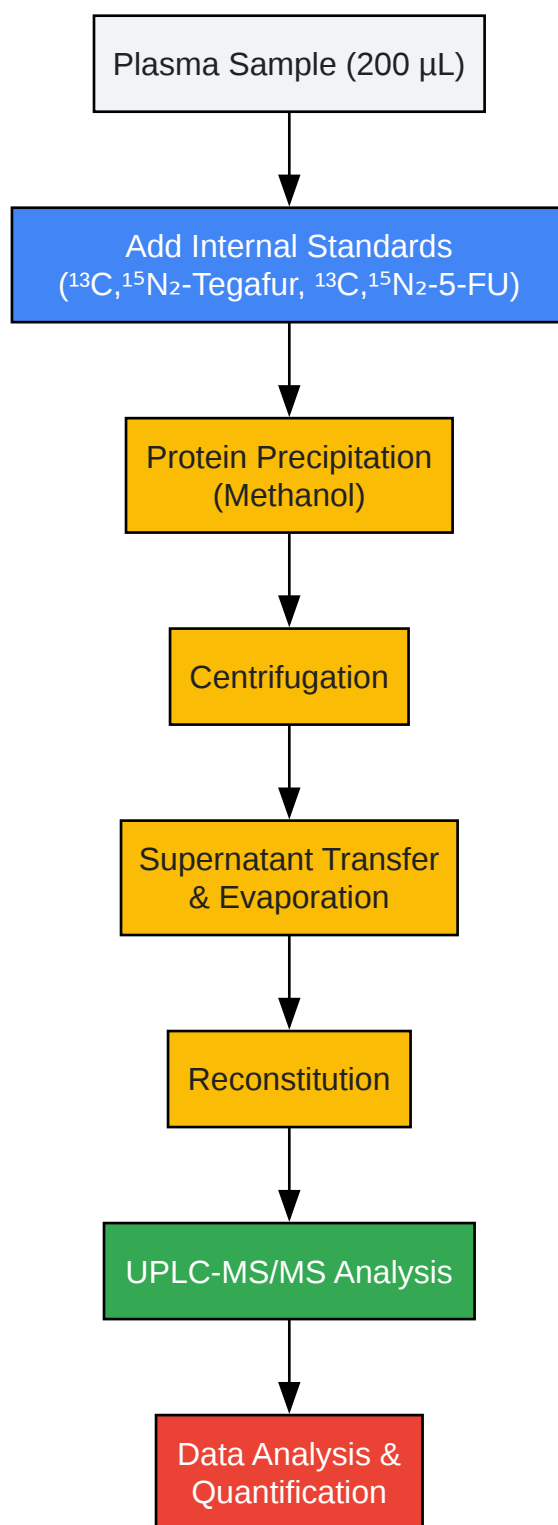 Plasma Sample (200 µL)
Add Internal Standards
(¹³C,¹⁵N₂-Tegafur, ¹³C,¹⁵N₂-5-FU)
Protein Precipitation
(Methanol)
Centrifugation
Supernatant Transfer
& Evaporation
Reconstitution
UPLC-MS/MS Analysis
Data Analysis &
Quantification